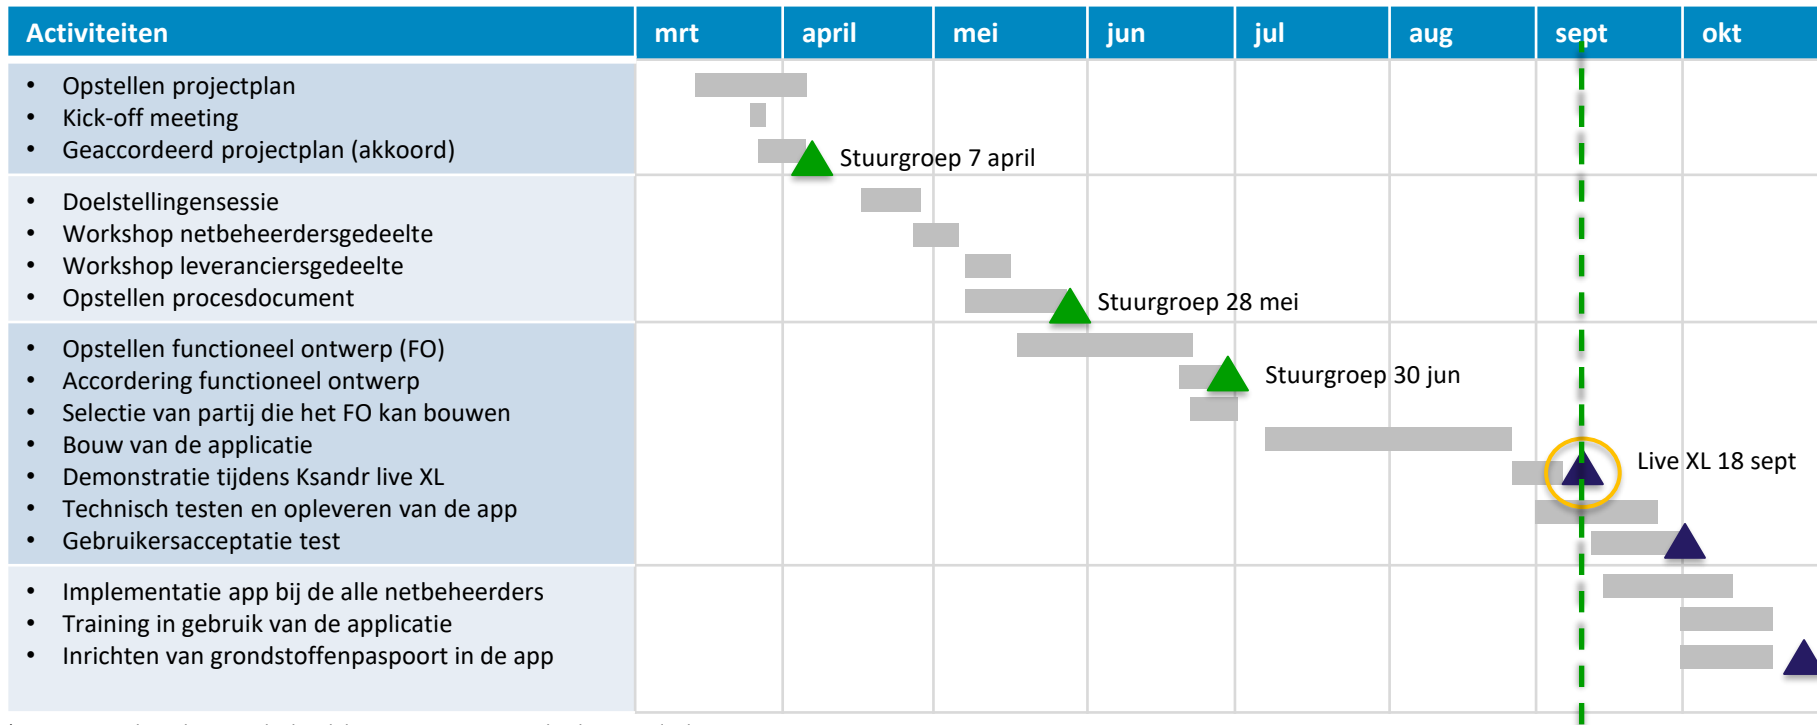 Activiteiten mrt april mei jun jul aug sept okt
• Opstellen projectplan
• Kick-off meeting
• Geaccordeerd projectplan (akkoord)
Stuurgroep 7 april
• Doelstellingensessie
• Workshop netbeheerdersgedeelte
• Workshop leveranciersgedeelte
• Opstellen procesdocument
Stuurgroep 28 mei
• Opstellen functioneel ontwerp (FO)
• Accordering functioneel ontwerp
Stuurgroep 30 jun
• Selectie van partij die het FO kan bouwen
• Bouw van de applicatie
• Demonstratie tijdens Ksandr live XL
Live XL 18 sept
• Technisch testen en opleveren van de app
• Gebruikersacceptatie test
• Implementatie app bij de alle netbeheerders
• Training in gebruik van de applicatie
• Inrichten van grondstoffenpaspoort in de app